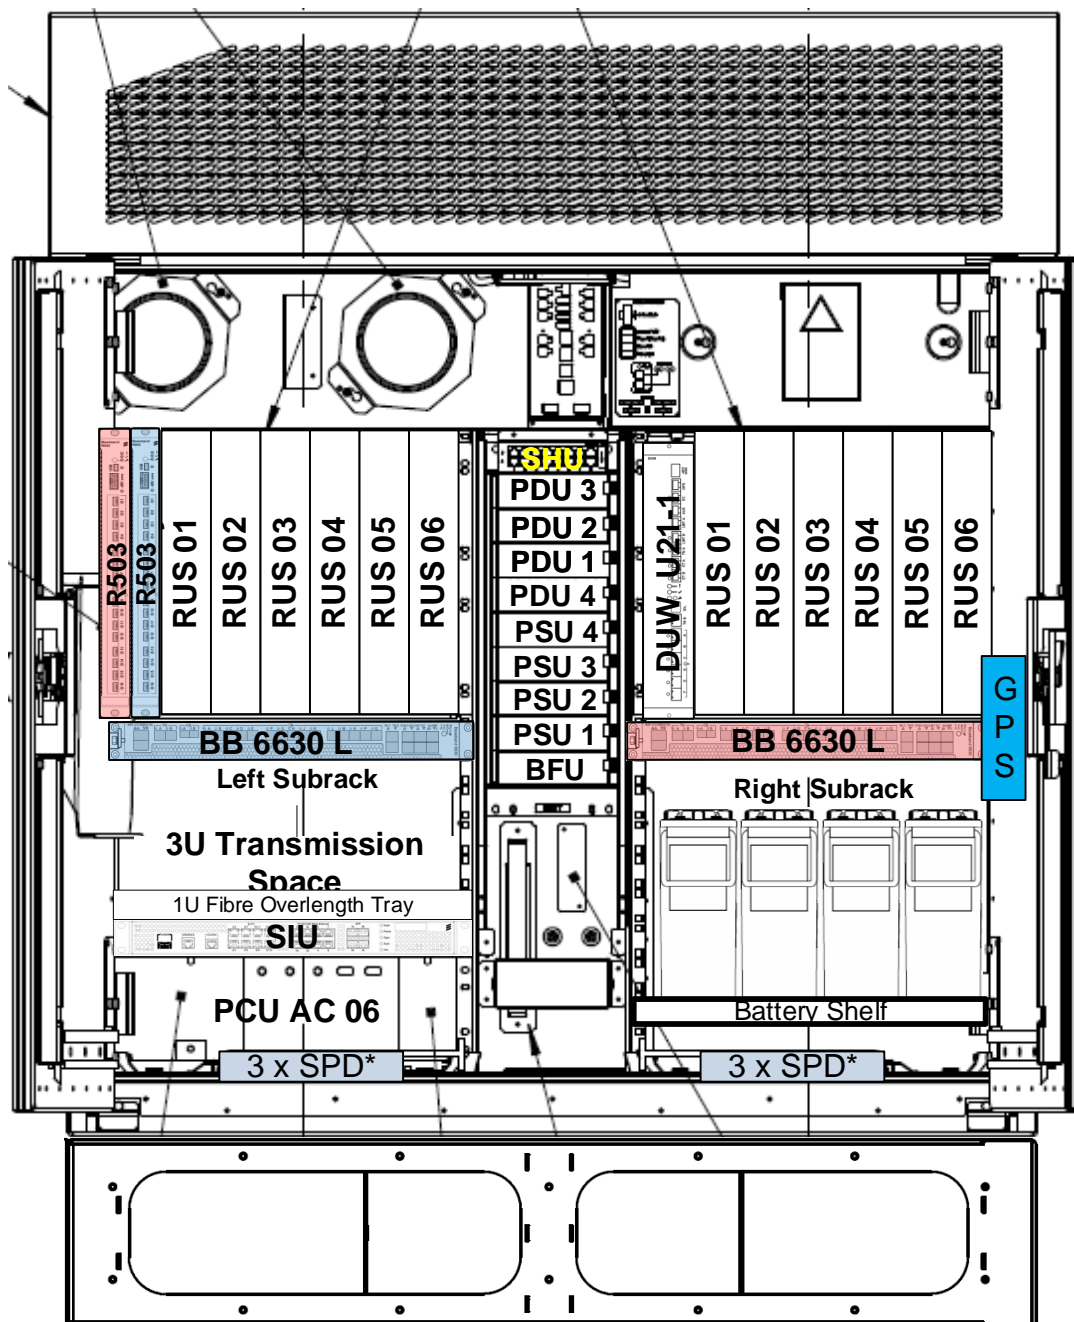 R503
R503
RUS 01
RUS 02
RUS 03
RUS 04
RUS 05
RUS 06
SHU
PDU 3
PDU 2
PDU 1
PDU 4
PSU 4
PSU 3
PSU 2
PSU 1
BFU
DUW U21-1
RUS 01
RUS 02
RUS 03
RUS 04
RUS 05
RUS 06
GPS
BB 6630 L
Left Subrack
BB 6630 L
Right Subrack
3U Transmission
Space
1U Fibre Overlength Tray
SIU
PCU AC 06
Battery Shelf
3 x SPD*
3 x SPD*